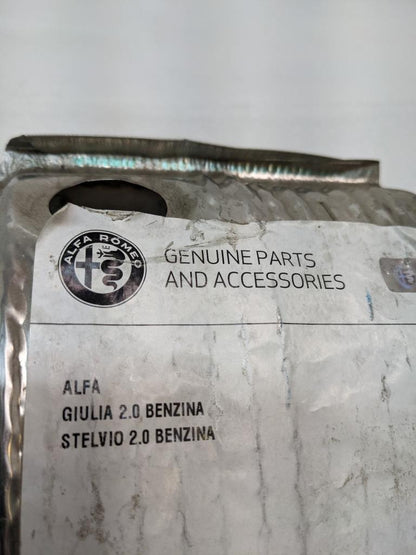 ALFA ROMEO
GENUINE PARTS
AND ACCESSORIES
ALFA
GIULIA 2.0 BENZINA
STELVIO 2.0 BENZINA